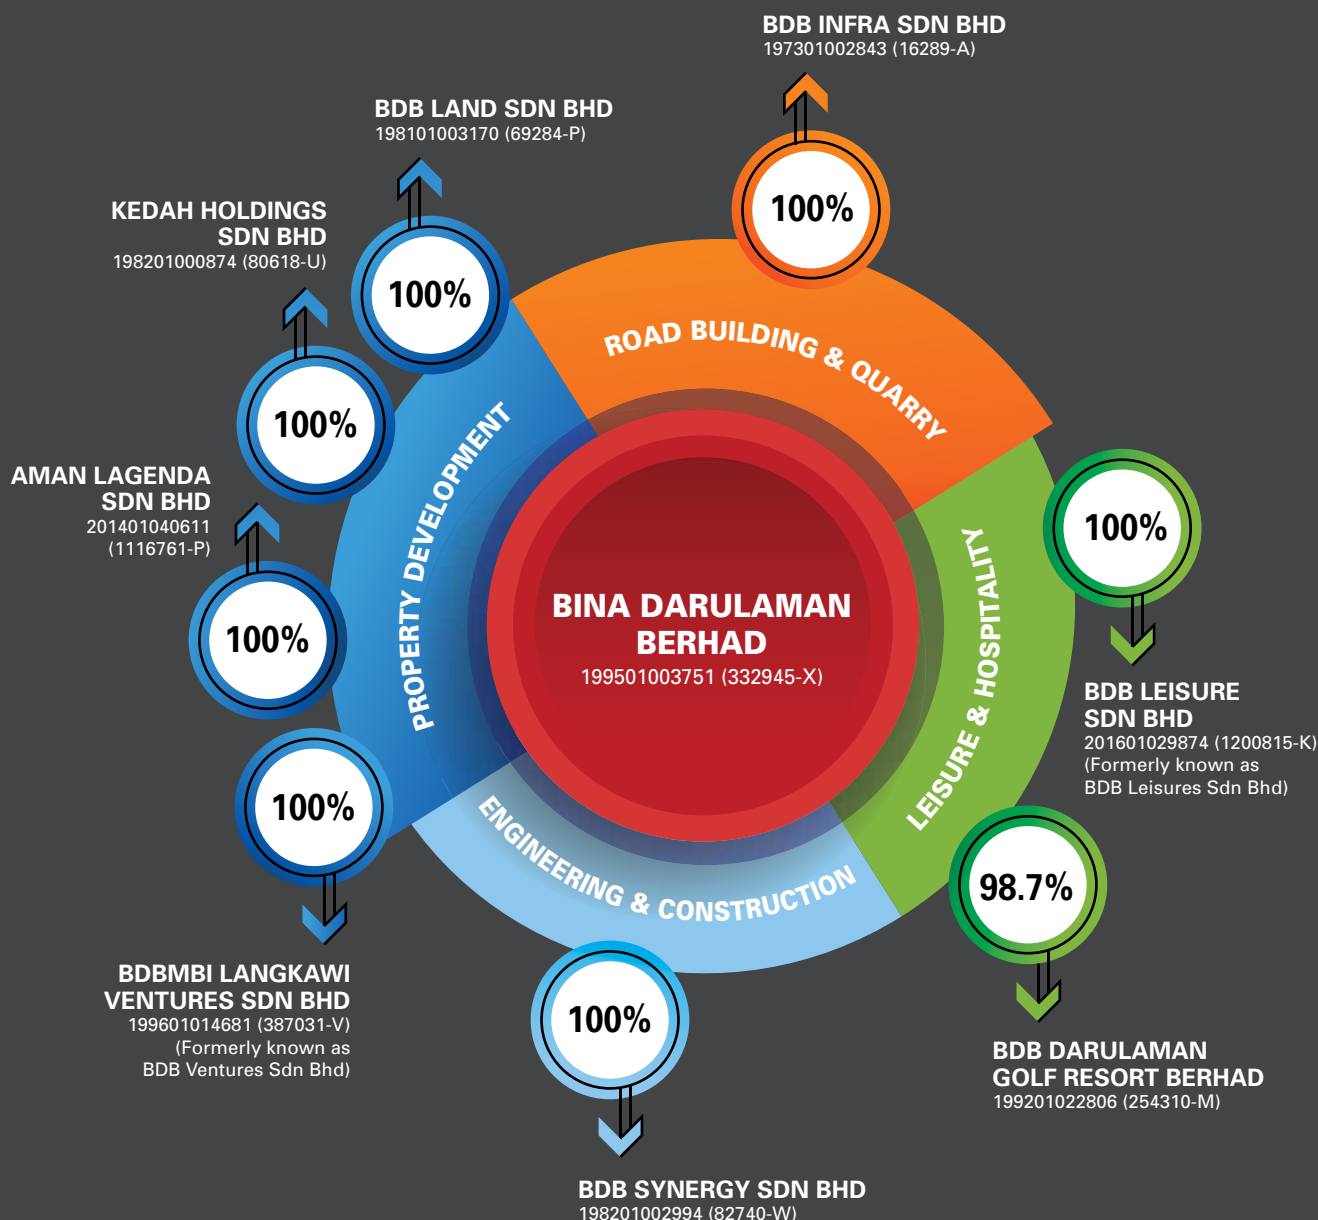 BDB INFRA SDN BHD
197301002843 (16289-A)
100%
BDB LAND SDN BHD
198101003170 (69284-P)
100%
KEDAH HOLDINGS
SDN BHD
198201000874 (80618-U)
100%
AMAN LAGENDA
SDN BHD
201401040611
(1116761-P)
100%
100%
BDBMBI LANGKAWI
VENTURES SDN BHD
199601014681 (387031-V)
(Formerly known as
BDB Ventures Sdn Bhd)
ROAD BUILDING & QUARRY
PROPERTY DEVELOPMENT
BINA DARULAMAN
BERHAD
199501003751 (332945-X)
LEISURE & HOSPITALITY
ENGINEERING & CONSTRUCTION
100%
BDB LEISURE
SDN BHD
201601029874 (1200815-K)
(Formerly known as
BDB Leisures Sdn Bhd)
98.7%
BDB DARULAMAN
GOLF RESORT BERHAD
199201022806 (254310-M)
100%
BDB SYNERGY SDN BHD
198201002994 (82740-W)